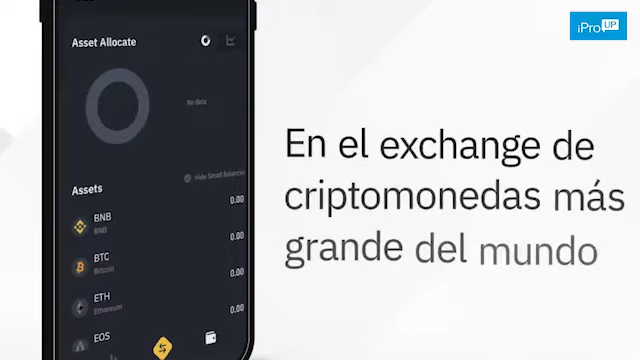 iProUP
Asset Allocate
No data
En el exchange de
criptomonedas más
grande del mundo
Assets
Hide Small Balances
0.00
BNB
BNB
0.00
BTC
Bitcoin
0.00
ETH
Ethereum
0.00
EOS